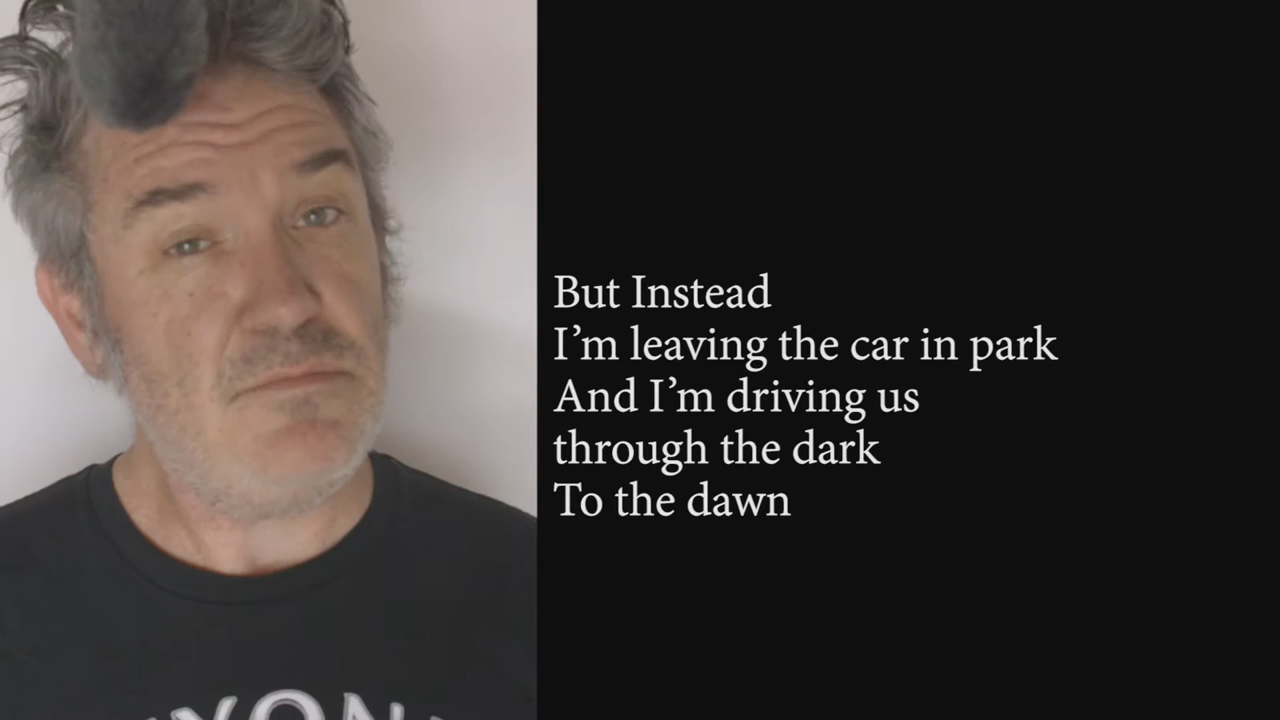 But Instead
I’m leaving the car in park
And I’m driving us
through the dark
To the dawn